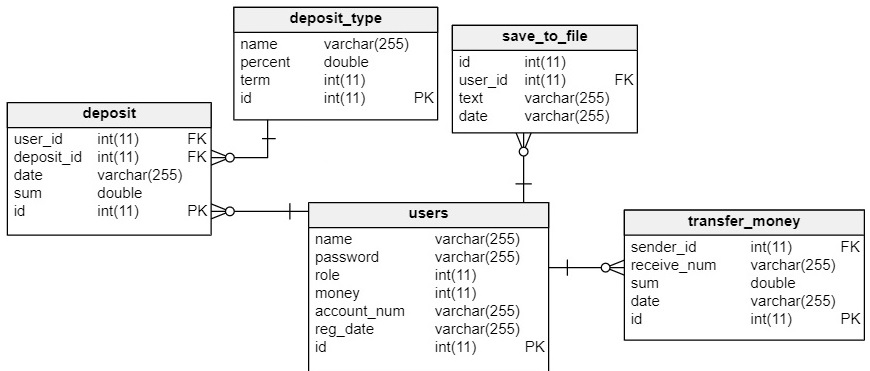 deposit_type
name varchar(255)
percent double
term int(11)
id int(11) PK
save_to_file
id int(11)
user_id int(11) FK
text varchar(255)
date varchar(255)
deposit
user_id int(11) FK
deposit_id int(11) FK
date varchar(255)
sum double
id int(11) PK
users
name varchar(255)
password varchar(255)
role int(11)
money int(11)
account_num varchar(255)
reg_date varchar(255)
id int(11) PK
transfer_money
sender_id int(11) FK
receive_num varchar(255)
sum double
date varchar(255)
id int(11) PK